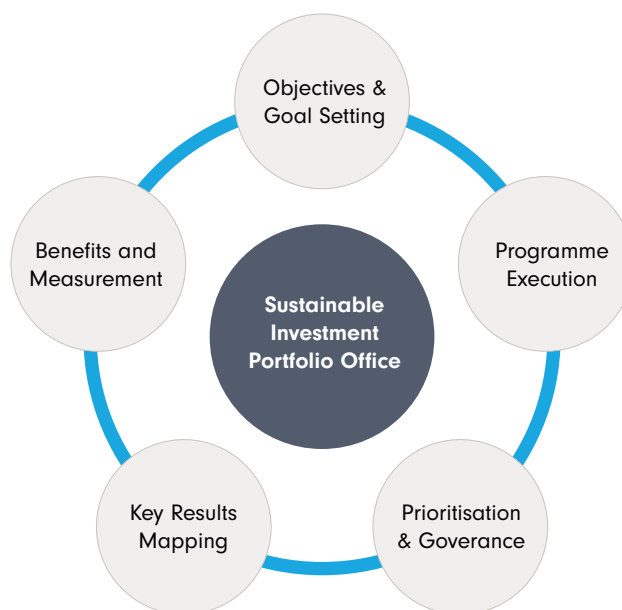 Objectives &
Goal Setting
Benefits and
Measurement
Programme
Execution
Sustainable
Investment
Portfolio Office
Key Results
Mapping
Prioritisation
& Goverance